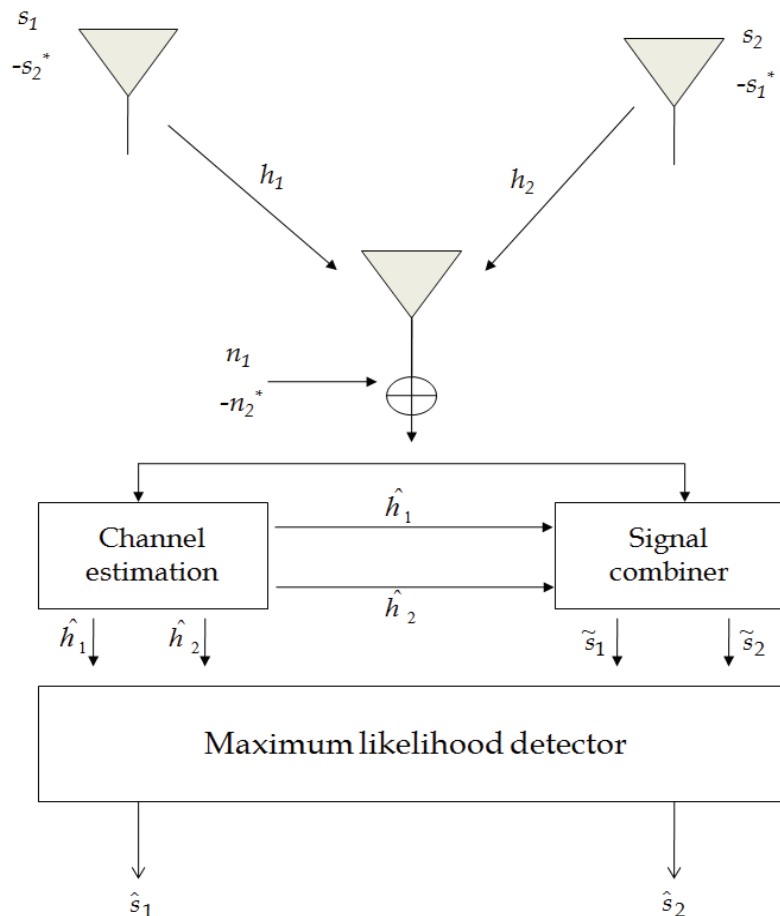 s₁
-s₂*
s₂
-s₁*
h₁
h₂
n₁
-n₂*
Channel estimation
ĥ₁
ĥ₂
Signal combiner
ĥ₁
ĥ₂
s̃₁
s̃₂
Maximum likelihood detector
ŝ₁
ŝ₂